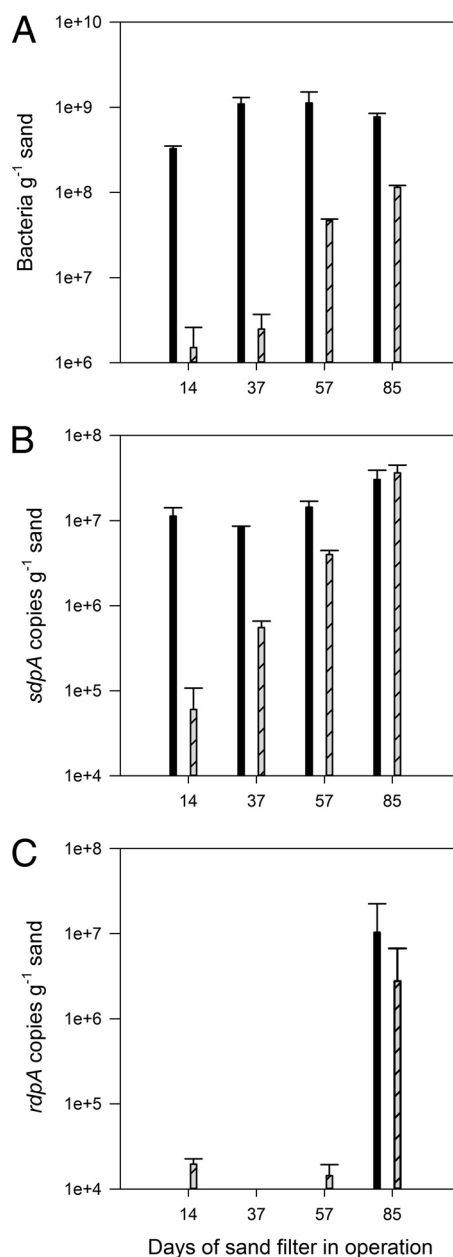 A
1e+10
1e+9
1e+8
1e+7
1e+6
Bacteria g⁻¹ sand
14 37 57 85
B
1e+8
1e+7
1e+6
1e+5
1e+4
sdpA copies g⁻¹ sand
14 37 57 85
C
1e+8
1e+7
1e+6
1e+5
1e+4
rdpA copies g⁻¹ sand
14 37 57 85
Days of sand filter in operation